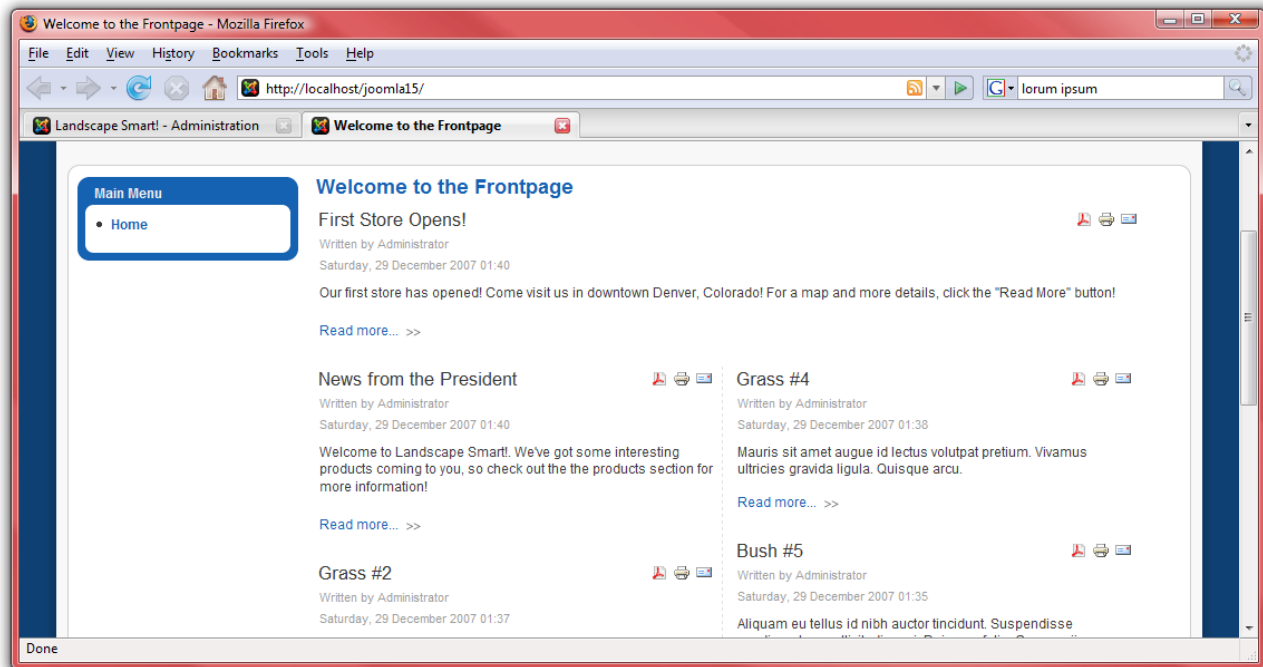 Welcome to the Frontpage - Mozilla Firefox
File Edit View History Bookmarks Tools Help
http://localhost/joomla15/
G lorum ipsum
Landscape Smart! - Administration
Welcome to the Frontpage
Main Menu
Home
Welcome to the Frontpage
First Store Opens!
Written by Administrator
Saturday, 29 December 2007 01:40
Our first store has opened! Come visit us in downtown Denver, Colorado! For a map and more details, click the "Read More" button!
Read more... >>
News from the President
Written by Administrator
Saturday, 29 December 2007 01:40
Welcome to Landscape Smart!. We've got some interesting
products coming to you, so check out the the products section for
more information!
Read more... >>
Grass #2
Written by Administrator
Saturday, 29 December 2007 01:37
Grass #4
Written by Administrator
Saturday, 29 December 2007 01:38
Mauris sit amet augue id lectus volutpat pretium. Vivamus
ultricies gravida ligula. Quisque arcu.
Read more... >>
Bush #5
Written by Administrator
Saturday, 29 December 2007 01:35
Aliquam eu tellus id nibh auctor tincidunt. Suspendisse
Done